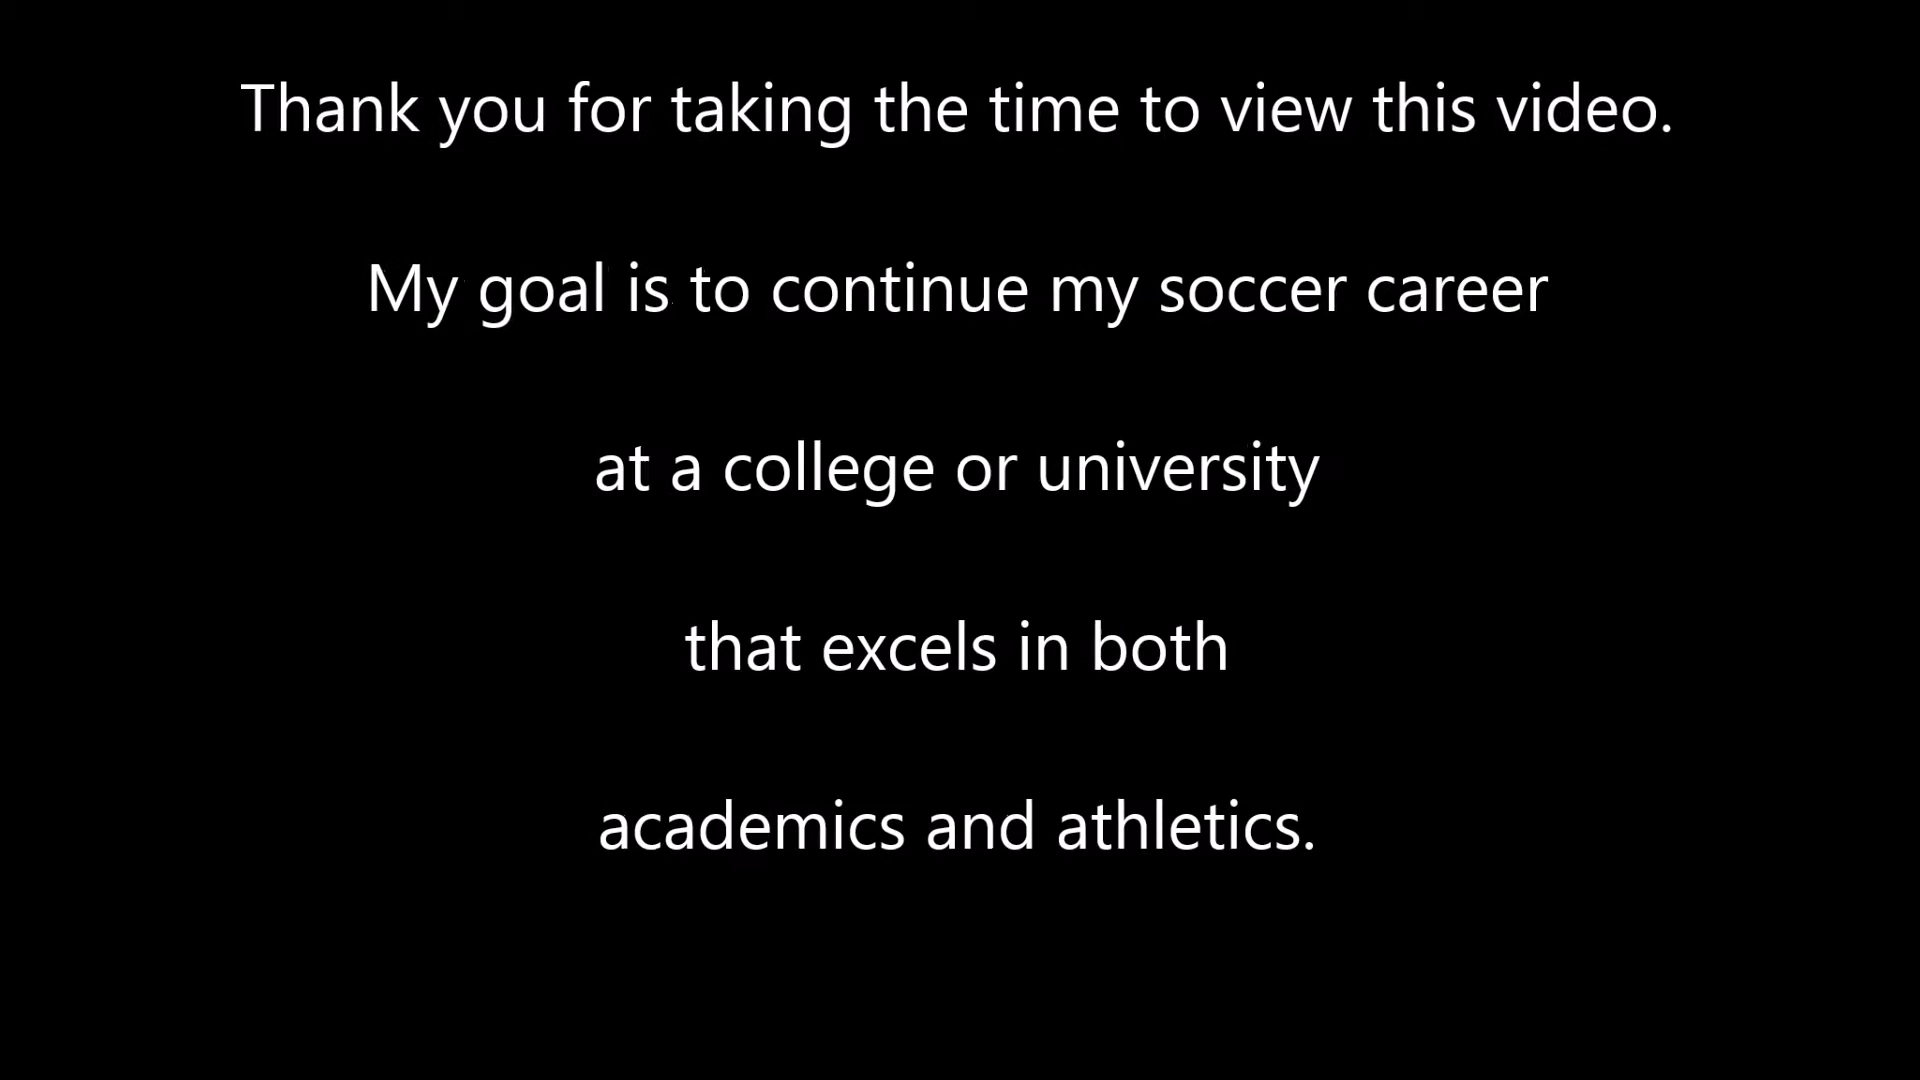 Thank you for taking the time to view this video.
My goal is to continue my soccer career
at a college or university
that excels in both
academics and athletics.